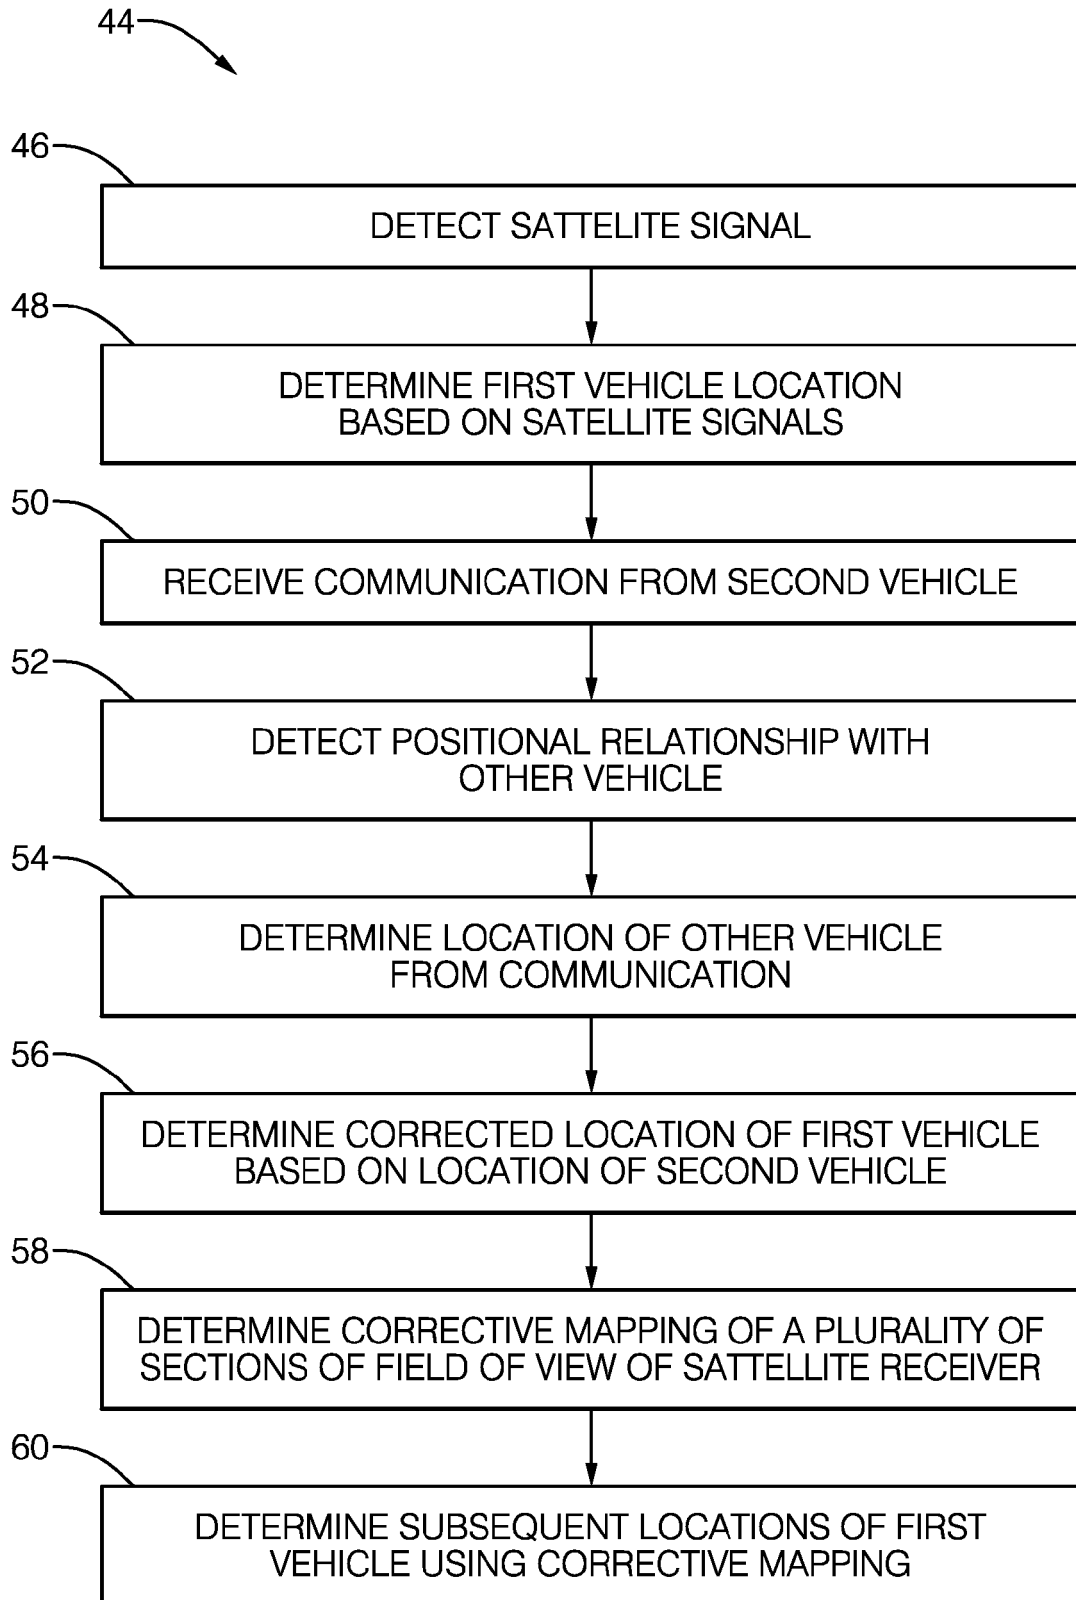 44
46
DETECT SATTELITE SIGNAL
48
DETERMINE FIRST VEHICLE LOCATION
BASED ON SATELLITE SIGNALS
50
RECEIVE COMMUNICATION FROM SECOND VEHICLE
52
DETECT POSITIONAL RELATIONSHIP WITH
OTHER VEHICLE
54
DETERMINE LOCATION OF OTHER VEHICLE
FROM COMMUNICATION
56
DETERMINE CORRECTED LOCATION OF FIRST VEHICLE
BASED ON LOCATION OF SECOND VEHICLE
58
DETERMINE CORRECTIVE MAPPING OF A PLURALITY OF
SECTIONS OF FIELD OF VIEW OF SATTELLITE RECEIVER
60
DETERMINE SUBSEQUENT LOCATIONS OF FIRST
VEHICLE USING CORRECTIVE MAPPING